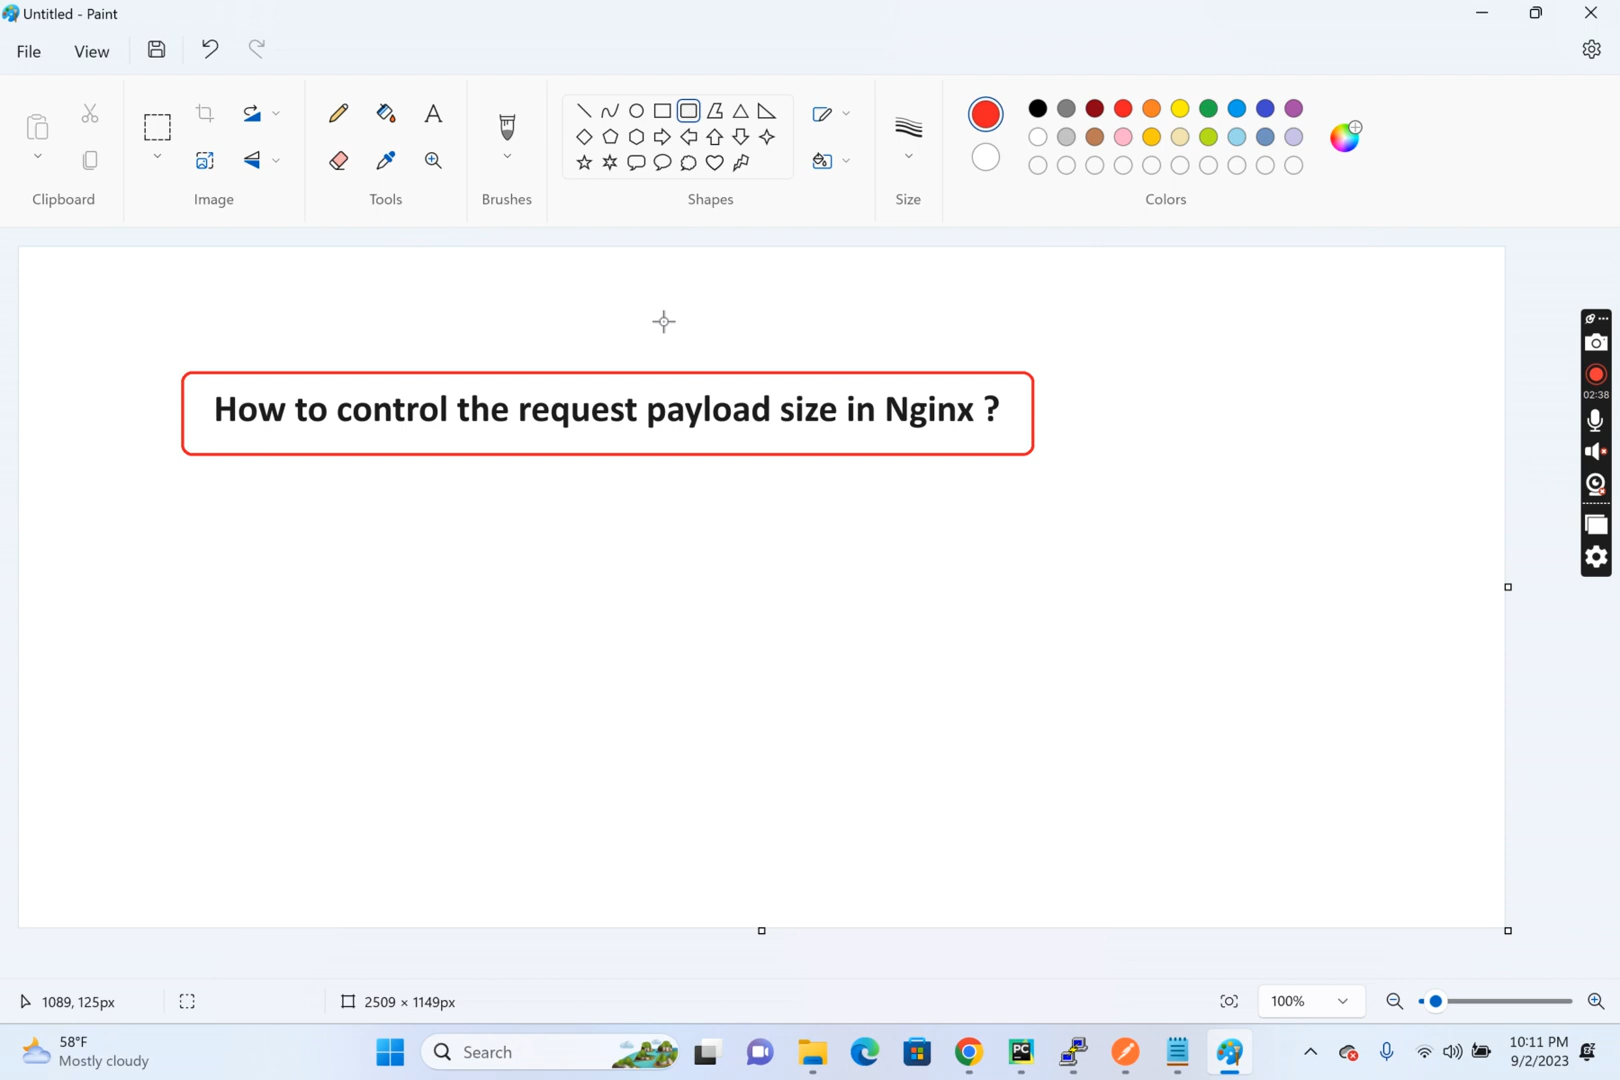 Untitled - Paint
File
View
Clipboard
Image
Tools
Brushes
Shapes
Size
Colors
How to control the request payload size in Nginx ?
02:38
1089, 125px
2509 × 1149px
100%
58°F
Mostly cloudy
Search
PC
10:11 PM
9/2/2023